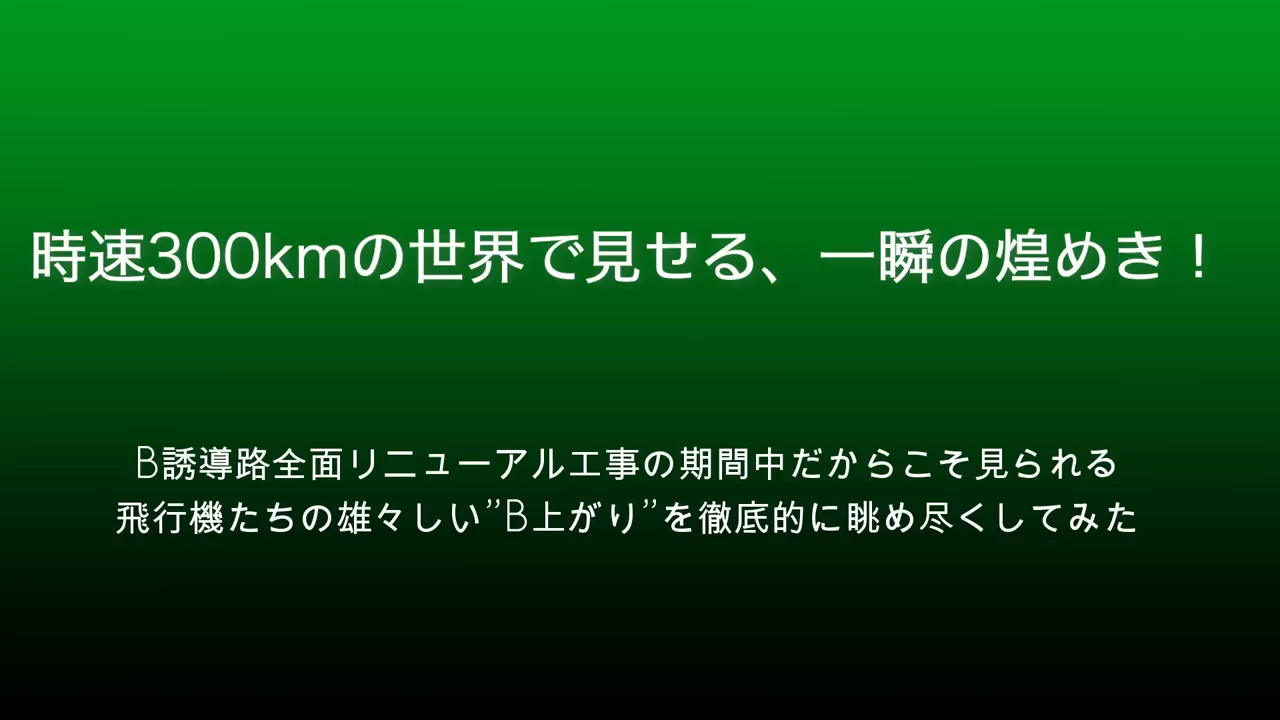 時速300kmの世界で見せる、一瞬の煌めき！
B誘導路全面リニューアル工事の期間中だからこそ見られる
飛行機たちの雄々しい”B上がり”を徹底的に眺め尽くしてみた